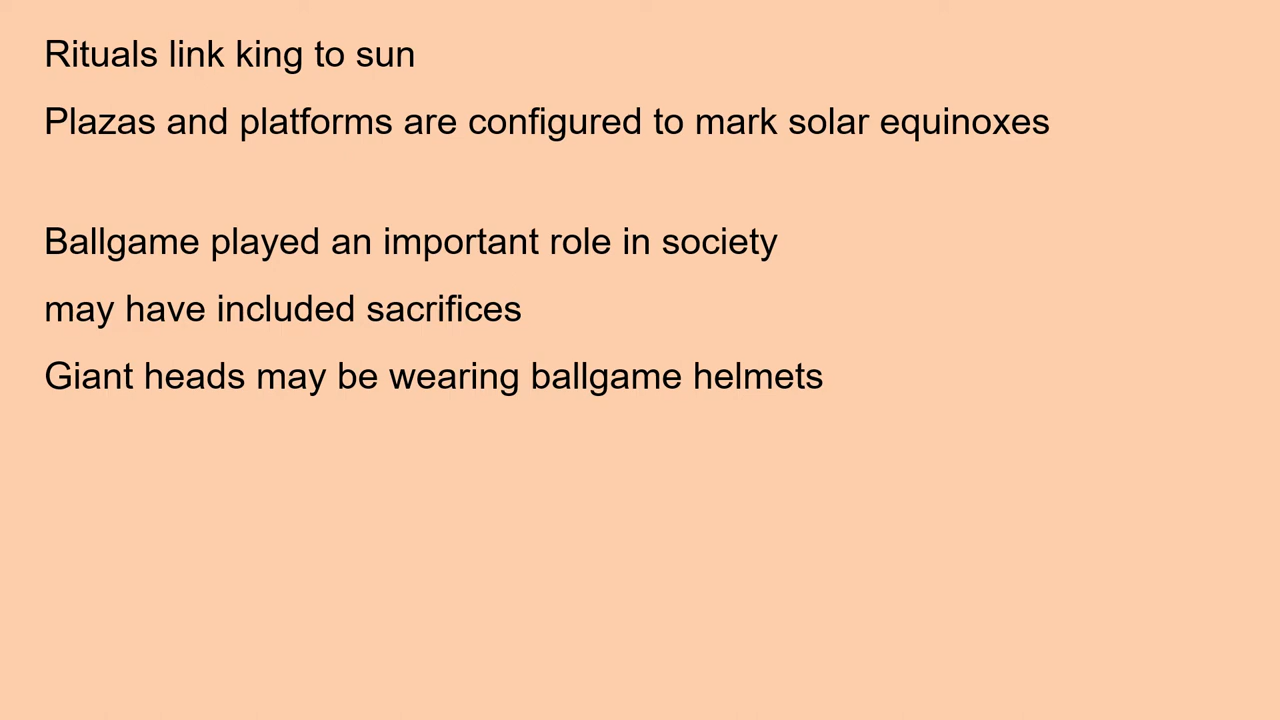 Rituals link king to sun
Plazas and platforms are configured to mark solar equinoxes
Ballgame played an important role in society
may have included sacrifices
Giant heads may be wearing ballgame helmets